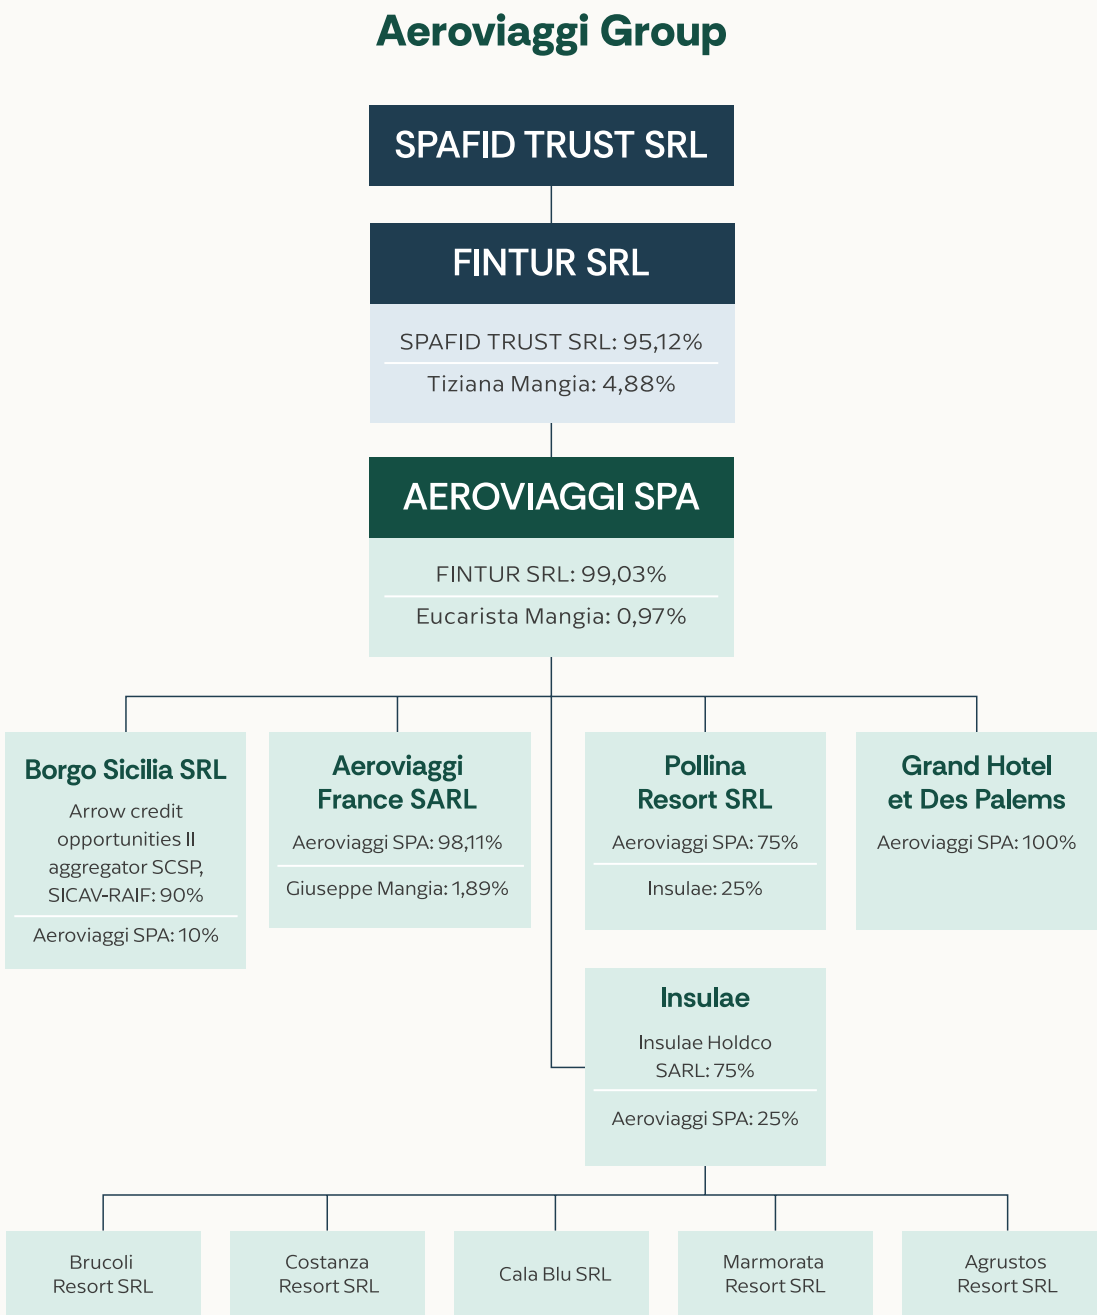 Aeroviaggi Group
SPAFID TRUST SRL
FINTUR SRL
SPAFID TRUST SRL: 95,12%
Tiziana Mangia: 4,88%
AEROVIAGGI SPA
FINTUR SRL: 99,03%
Eucarista Mangia: 0,97%
Borgo Sicilia SRL
Arrow credit
opportunities II
aggregator SCSP,
SICAV-RAIF: 90%
Aeroviaggi SPA: 10%
Aeroviaggi
France SARL
Aeroviaggi SPA: 98,11%
Giuseppe Mangia: 1,89%
Pollina
Resort SRL
Aeroviaggi SPA: 75%
Insulae: 25%
Grand Hotel
et Des Palems
Aeroviaggi SPA: 100%
Insulae
Insulae Holdco
SARL: 75%
Aeroviaggi SPA: 25%
Brucoli
Resort SRL
Costanza
Resort SRL
Cala Blu SRL
Marmorata
Resort SRL
Agrustos
Resort SRL